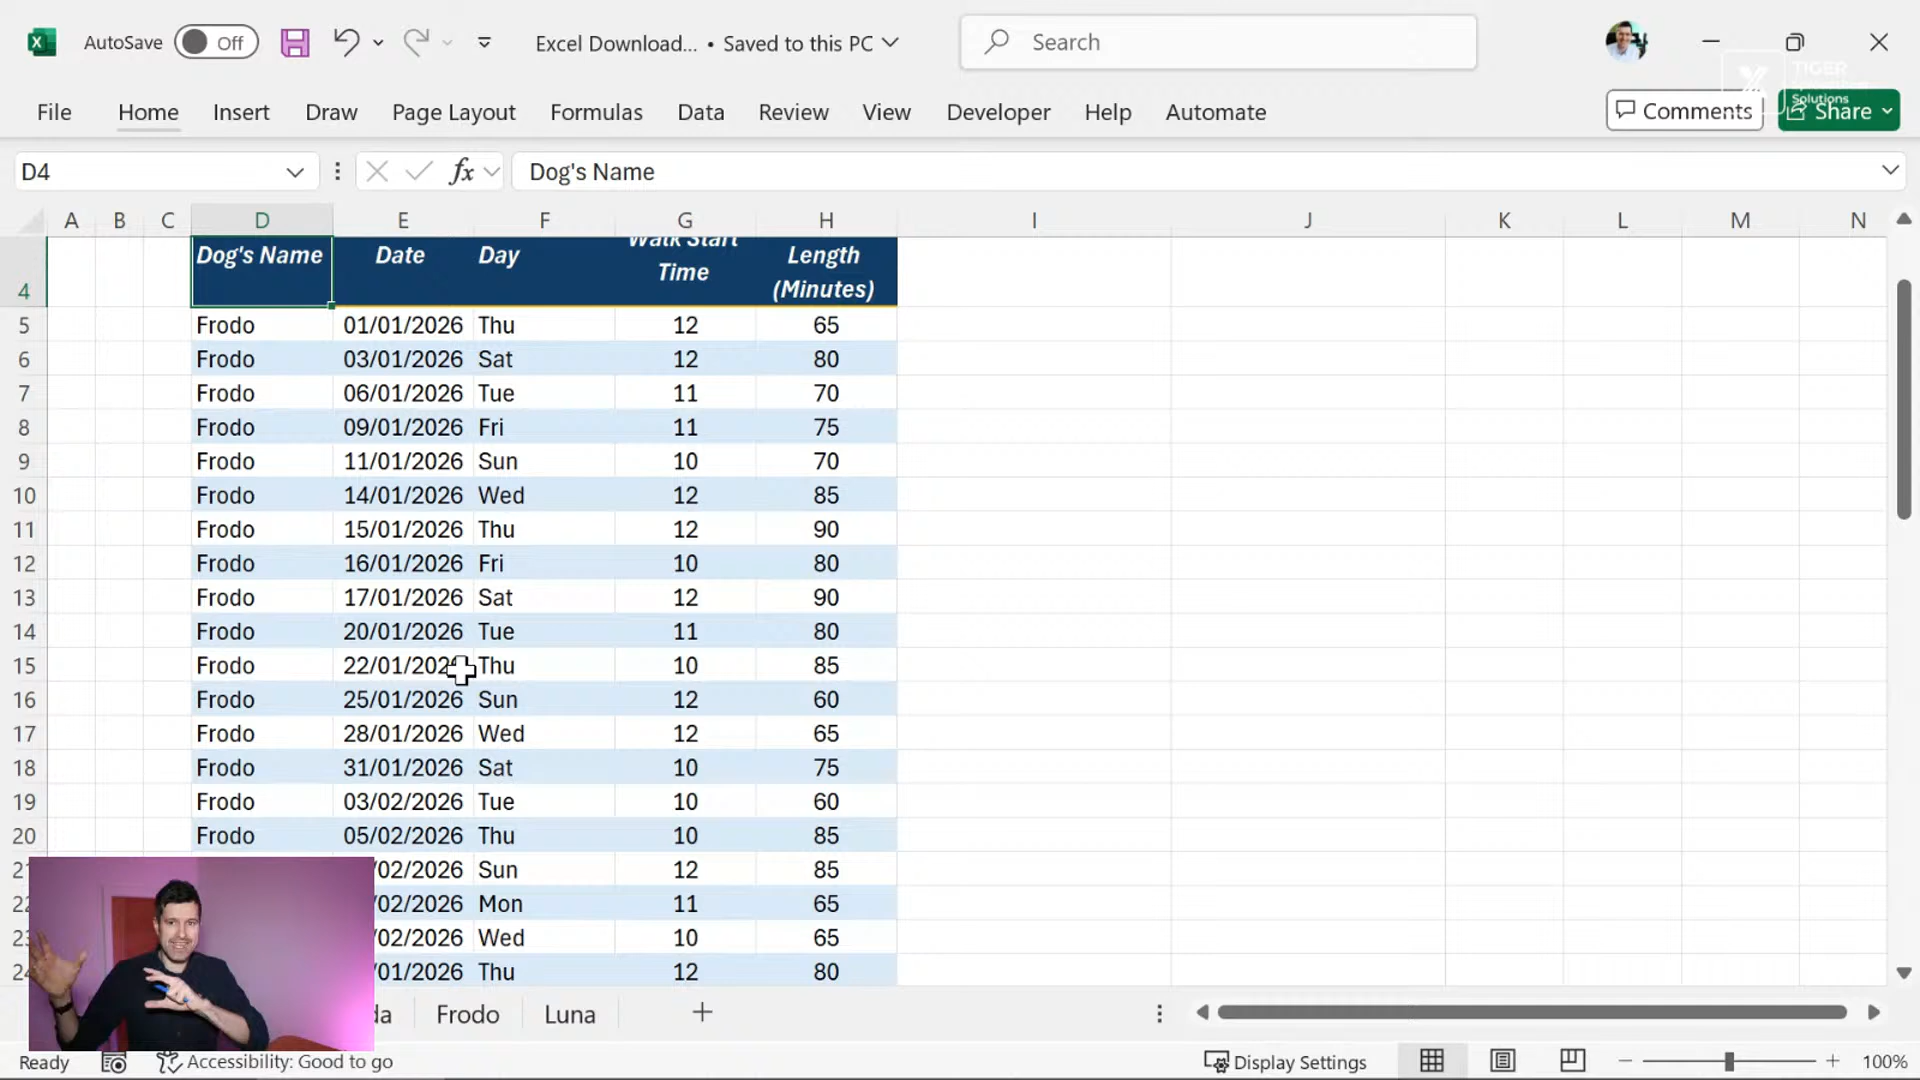 AutoSave Off Excel Download... • Saved to this PC Search
TIGER
Solutions
File Home Insert Draw Page Layout Formulas Data Review View Developer Help Automate Comments Share
D4 fx Dog's Name
A B C D E F G H I J K L M N
4 Dog's Name Date Day Walk Start Time Length (Minutes)
5 Frodo 01/01/2026 Thu 12 65
6 Frodo 03/01/2026 Sat 12 80
7 Frodo 06/01/2026 Tue 11 70
8 Frodo 09/01/2026 Fri 11 75
9 Frodo 11/01/2026 Sun 10 70
10 Frodo 14/01/2026 Wed 12 85
11 Frodo 15/01/2026 Thu 12 90
12 Frodo 16/01/2026 Fri 10 80
13 Frodo 17/01/2026 Sat 12 90
14 Frodo 20/01/2026 Tue 11 80
15 Frodo 22/01/202 Thu 10 85
16 Frodo 25/01/2026 Sun 12 60
17 Frodo 28/01/2026 Wed 12 65
18 Frodo 31/01/2026 Sat 10 75
19 Frodo 03/02/2026 Tue 10 60
20 Frodo 05/02/2026 Thu 10 85
/02/2026 Sun 12 85
/02/2026 Mon 11 65
/02/2026 Wed 10 65
/01/2026 Thu 12 80
da Frodo Luna
Ready Accessibility: Good to go Display Settings 100%